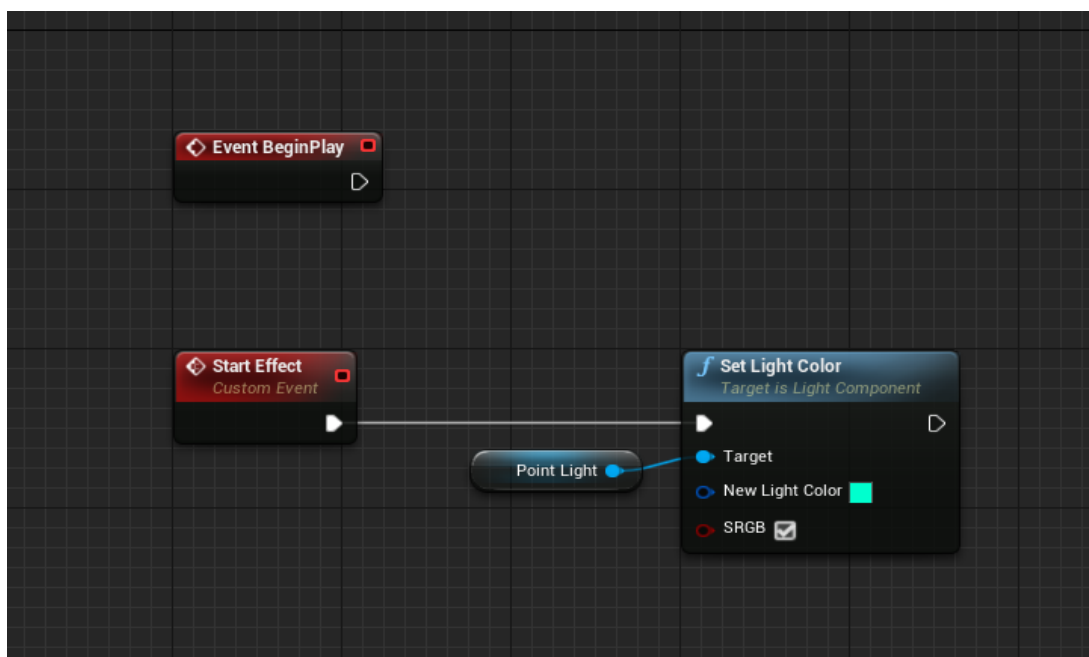 Event BeginPlay
Start Effect
Custom Event
Set Light Color
Target is Light Component
Point Light
Target
New Light Color
SRGB